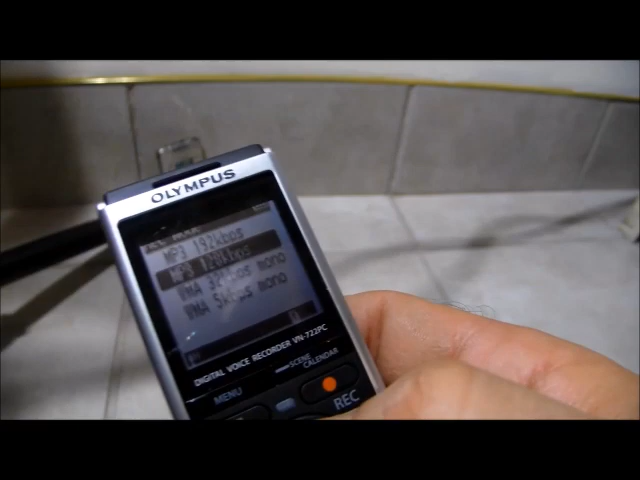 OLYMPUS
MP3 192kbps
MP3 128kbps
WMA 32kbps mono
WMA 5kbps mono
DIGITAL VOICE RECORDER VN-722PC
SCENE
CALENDAR
MENU
REC